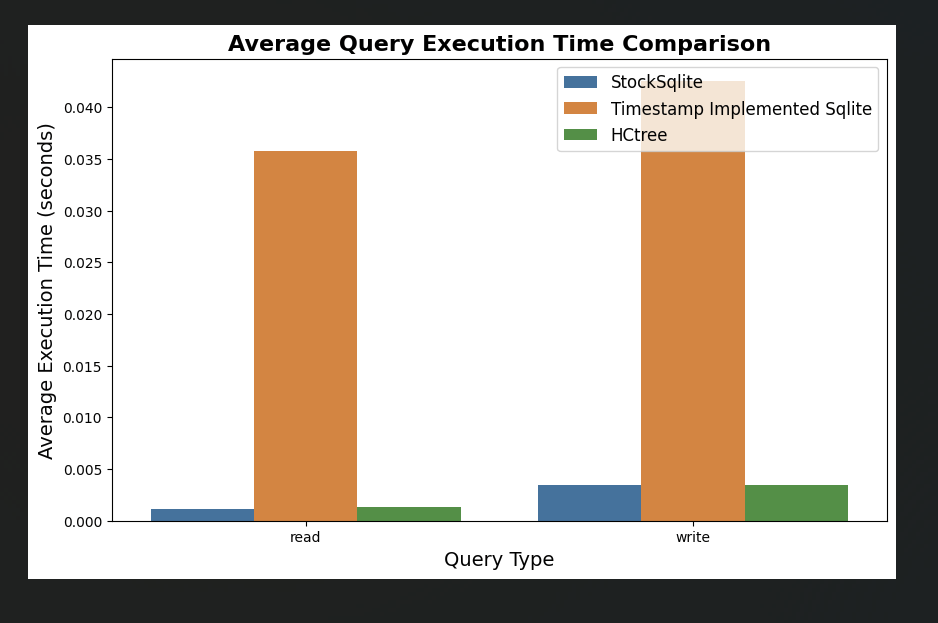 Average Query Execution Time Comparison
StockSqlite
Timestamp Implemented Sqlite
HCtree
Average Execution Time (seconds)
0.040
0.035
0.030
0.025
0.020
0.015
0.010
0.005
0.000
read
write
Query Type